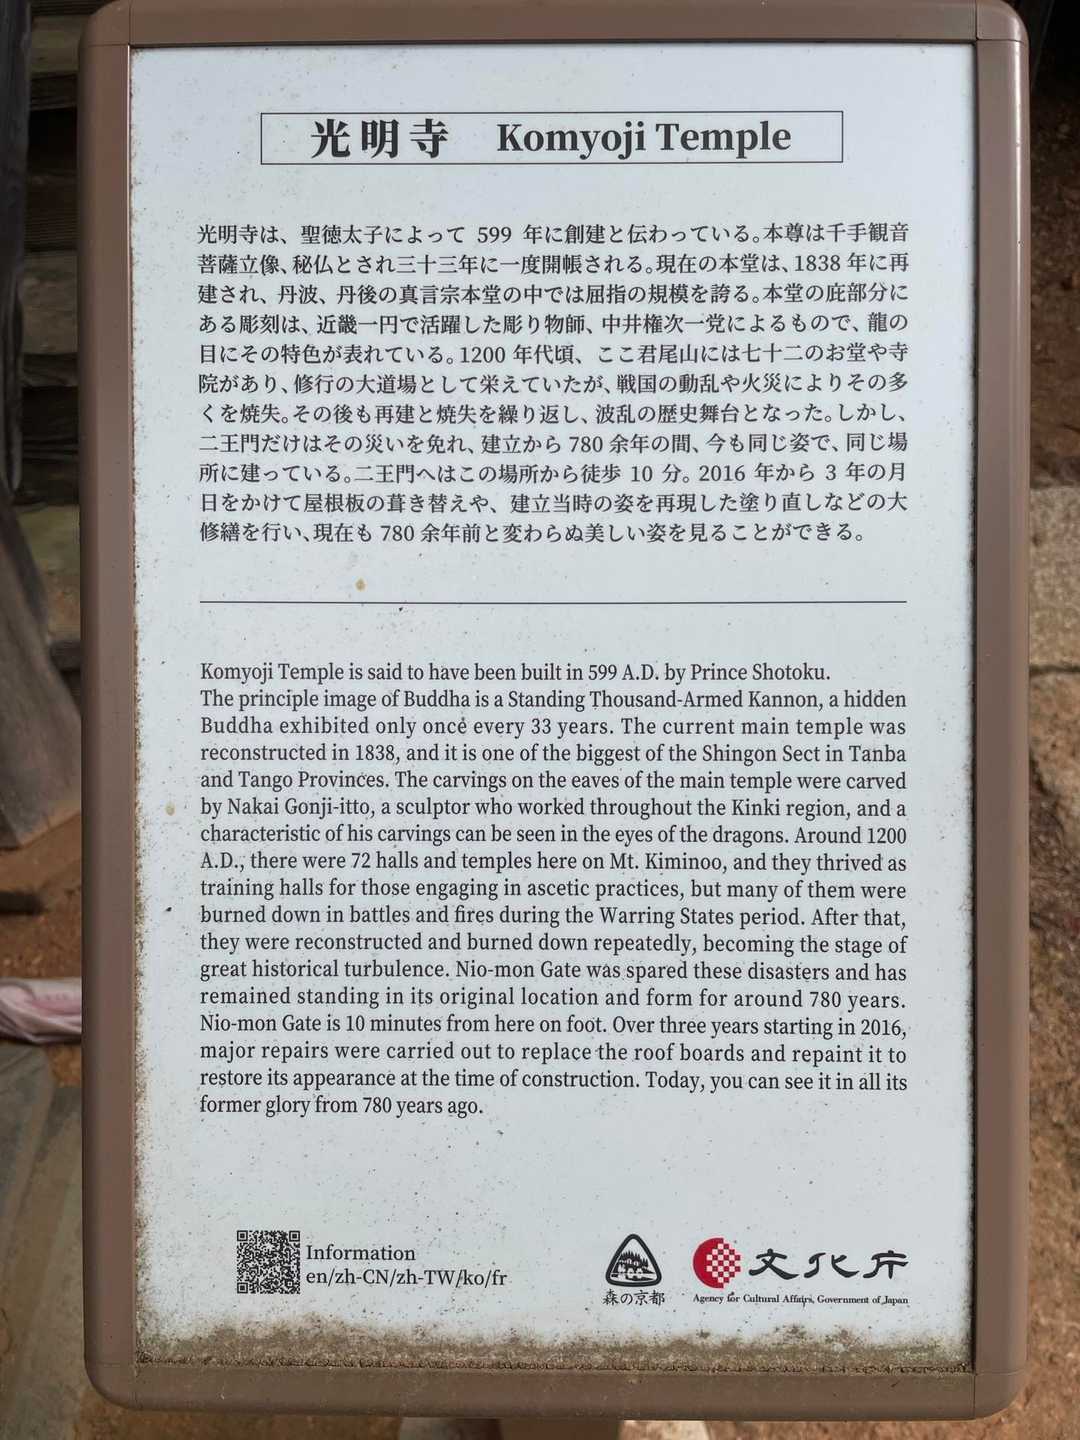 光明寺 Komyoji Temple
光明寺は、聖徳太子によって 599 年に創建と伝わっている。本尊は千手観音
菩薩立像、秘仏とされ三十三年に一度開帳される。現在の本堂は、1838 年に再
建され、丹波、丹後の真言宗本堂の中では屈指の規模を誇る。本堂の庇部分に
ある彫刻は、近畿一円で活躍した彫り物師、中井権次一党によるもので、龍の
目にその特色が表れている。1200 年代頃、ここ君尾山には七十二のお堂や寺
院があり、修行の大道場として栄えていたが、戦国の動乱や火災によりその多
くを焼失。その後も再建と焼失を繰り返し、波乱の歴史舞台となった。しかし、
二王門だけはその災いを免れ、建立から 780 余年の間、今も同じ姿で、同じ場
所に建っている。二王門へはこの場所から徒歩 10 分。2016 年から 3 年の月
日をかけて屋根板の葺き替えや、建立当時の姿を再現した塗り直しなどの大
修繕を行い、現在も 780 余年前と変わらぬ美しい姿を見ることができる。
Komyoji Temple is said to have been built in 599 A.D. by Prince Shotoku.
The principle image of Buddha is a Standing Thousand-Armed Kannon, a hidden
Buddha exhibited only once every 33 years. The current main temple was
reconstructed in 1838, and it is one of the biggest of the Shingon Sect in Tanba
and Tango Provinces. The carvings on the eaves of the main temple were carved
by Nakai Gonji-itto, a sculptor who worked throughout the Kinki region, and a
characteristic of his carvings can be seen in the eyes of the dragons. Around 1200
A.D., there were 72 halls and temples here on Mt. Kiminoo, and they thrived as
training halls for those engaging in ascetic practices, but many of them were
burned down in battles and fires during the Warring States period. After that,
they were reconstructed and burned down repeatedly, becoming the stage of
great historical turbulence. Nio-mon Gate was spared these disasters and has
remained standing in its original location and form for around 780 years.
Nio-mon Gate is 10 minutes from here on foot. Over three years starting in 2016,
major repairs were carried out to replace the roof boards and repaint it to
restore its appearance at the time of construction. Today, you can see it in all its
former glory from 780 years ago.
Information
en/zh-CN/zh-TW/ko/fr
森の京都
文化庁
Agency for Cultural Affairs, Government of Japan